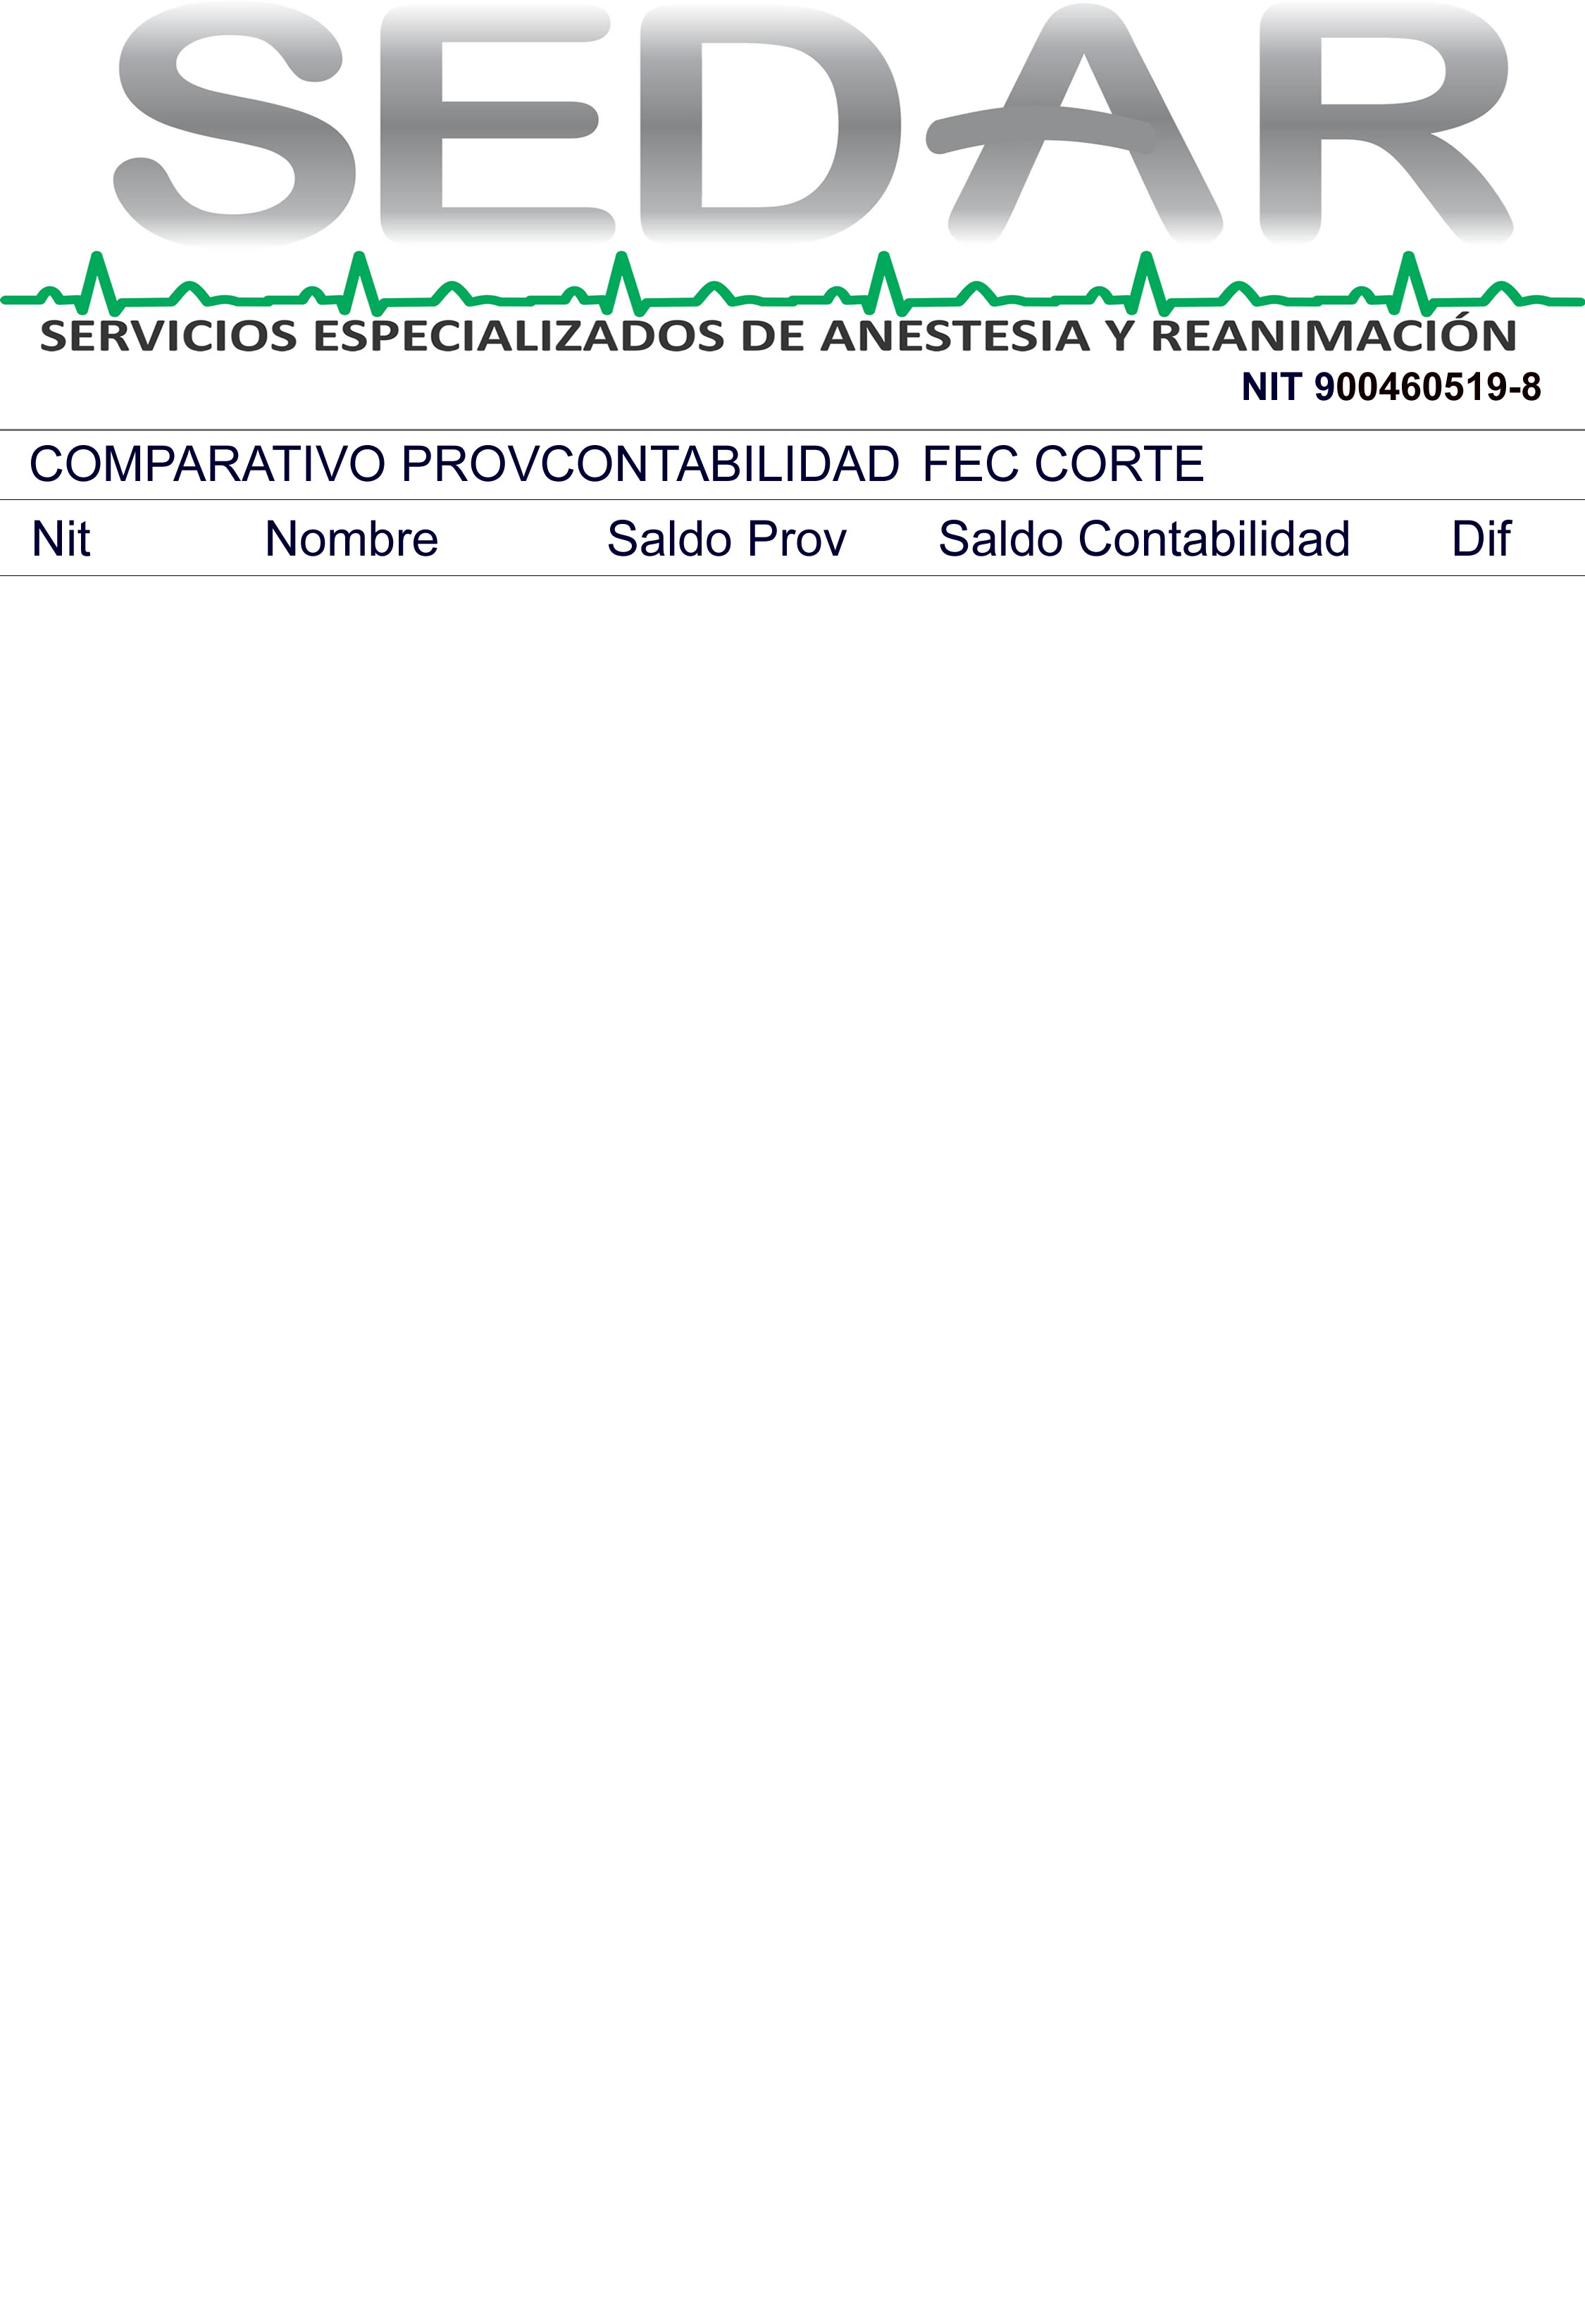 SEDAR
SERVICIOS ESPECIALIZADOS DE ANESTESIA Y REANIMACIÓN
NIT 900460519-8
COMPARATIVO PROVCONTABILIDAD FEC CORTE
Nit Nombre Saldo Prov Saldo Contabilidad Dif